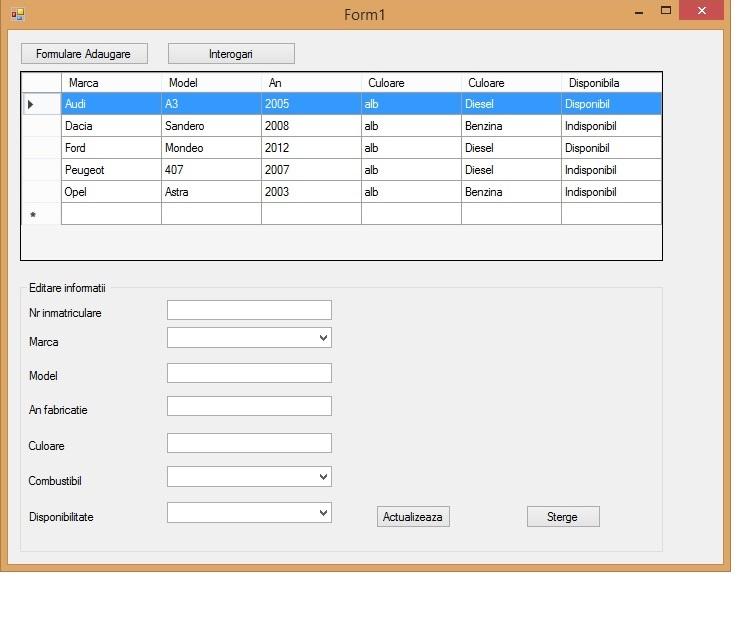 Form1
Formulare Adaugare Interogari
Marca Model An Culoare Culoare Disponibila
Audi A3 2005 alb Diesel Disponibil
Dacia Sandero 2008 alb Benzina Indisponibil
Ford Mondeo 2012 alb Diesel Disponibil
Peugeot 407 2007 alb Diesel Indisponibil
Opel Astra 2003 alb Benzina Indisponibil
*
Editare informatii
Nr inmatriculare
Marca
Model
An fabricatie
Culoare
Combustibil
Disponibilitate Actualizeaza Sterge